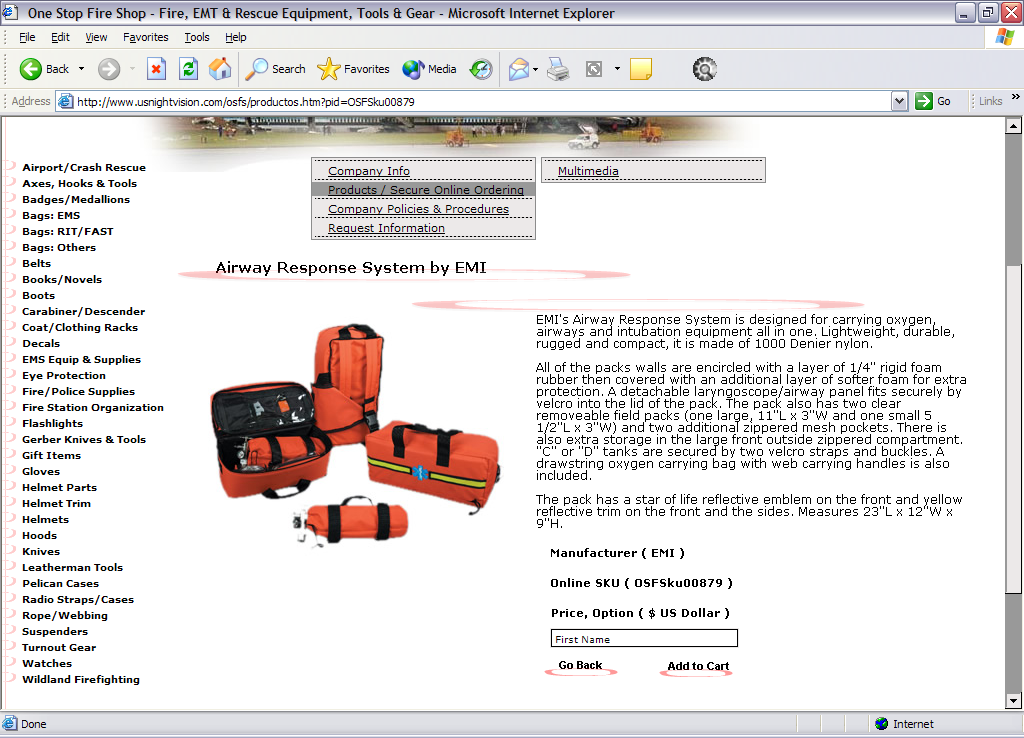 One Stop Fire Shop - Fire, EMT & Rescue Equipment, Tools & Gear - Microsoft Internet Explorer
File Edit View Favorites Tools Help
Back Search Favorites Media
Address http://www.usnightvision.com/osfs/productos.htm?pid=OSFSku00879 Go Links »
Company Info
Products / Secure Online Ordering
Company Policies & Procedures
Request Information
Multimedia
Airport/Crash Rescue
Axes, Hooks & Tools
Badges/Medallions
Bags: EMS
Bags: RIT/FAST
Bags: Others
Belts
Books/Novels
Boots
Carabiner/Descender
Coat/Clothing Racks
Decals
EMS Equip & Supplies
Eye Protection
Fire/Police Supplies
Fire Station Organization
Flashlights
Gerber Knives & Tools
Gift Items
Gloves
Helmet Parts
Helmet Trim
Helmets
Hoods
Knives
Leatherman Tools
Pelican Cases
Radio Straps/Cases
Rope/Webbing
Suspenders
Turnout Gear
Watches
Wildland Firefighting
Airway Response System by EMI
EMI's Airway Response System is designed for carrying oxygen,
airways and intubation equipment all in one. Lightweight, durable,
rugged and compact, it is made of 1000 Denier nylon.
All of the packs walls are encircled with a layer of 1/4" rigid foam
rubber then covered with an additional layer of softer foam for extra
protection. A detachable laryngoscope/airway panel fits securely by
velcro into the lid of the pack. The pack also has two clear
removeable field packs (one large, 11"L x 3"W and one small 5
1/2"L x 3"W) and two additional zippered mesh pockets. There is
also extra storage in the large front outside zippered compartment.
"C" or "D" tanks are secured by two velcro straps and buckles. A
drawstring oxygen carrying bag with web carrying handles is also
included.
The pack has a star of life reflective emblem on the front and yellow
reflective trim on the front and the sides. Measures 23"L x 12"W x
9"H.
Manufacturer ( EMI )
Online SKU ( OSFSku00879 )
Price, Option ( $ US Dollar )
First Name
Go Back Add to Cart
Done Internet